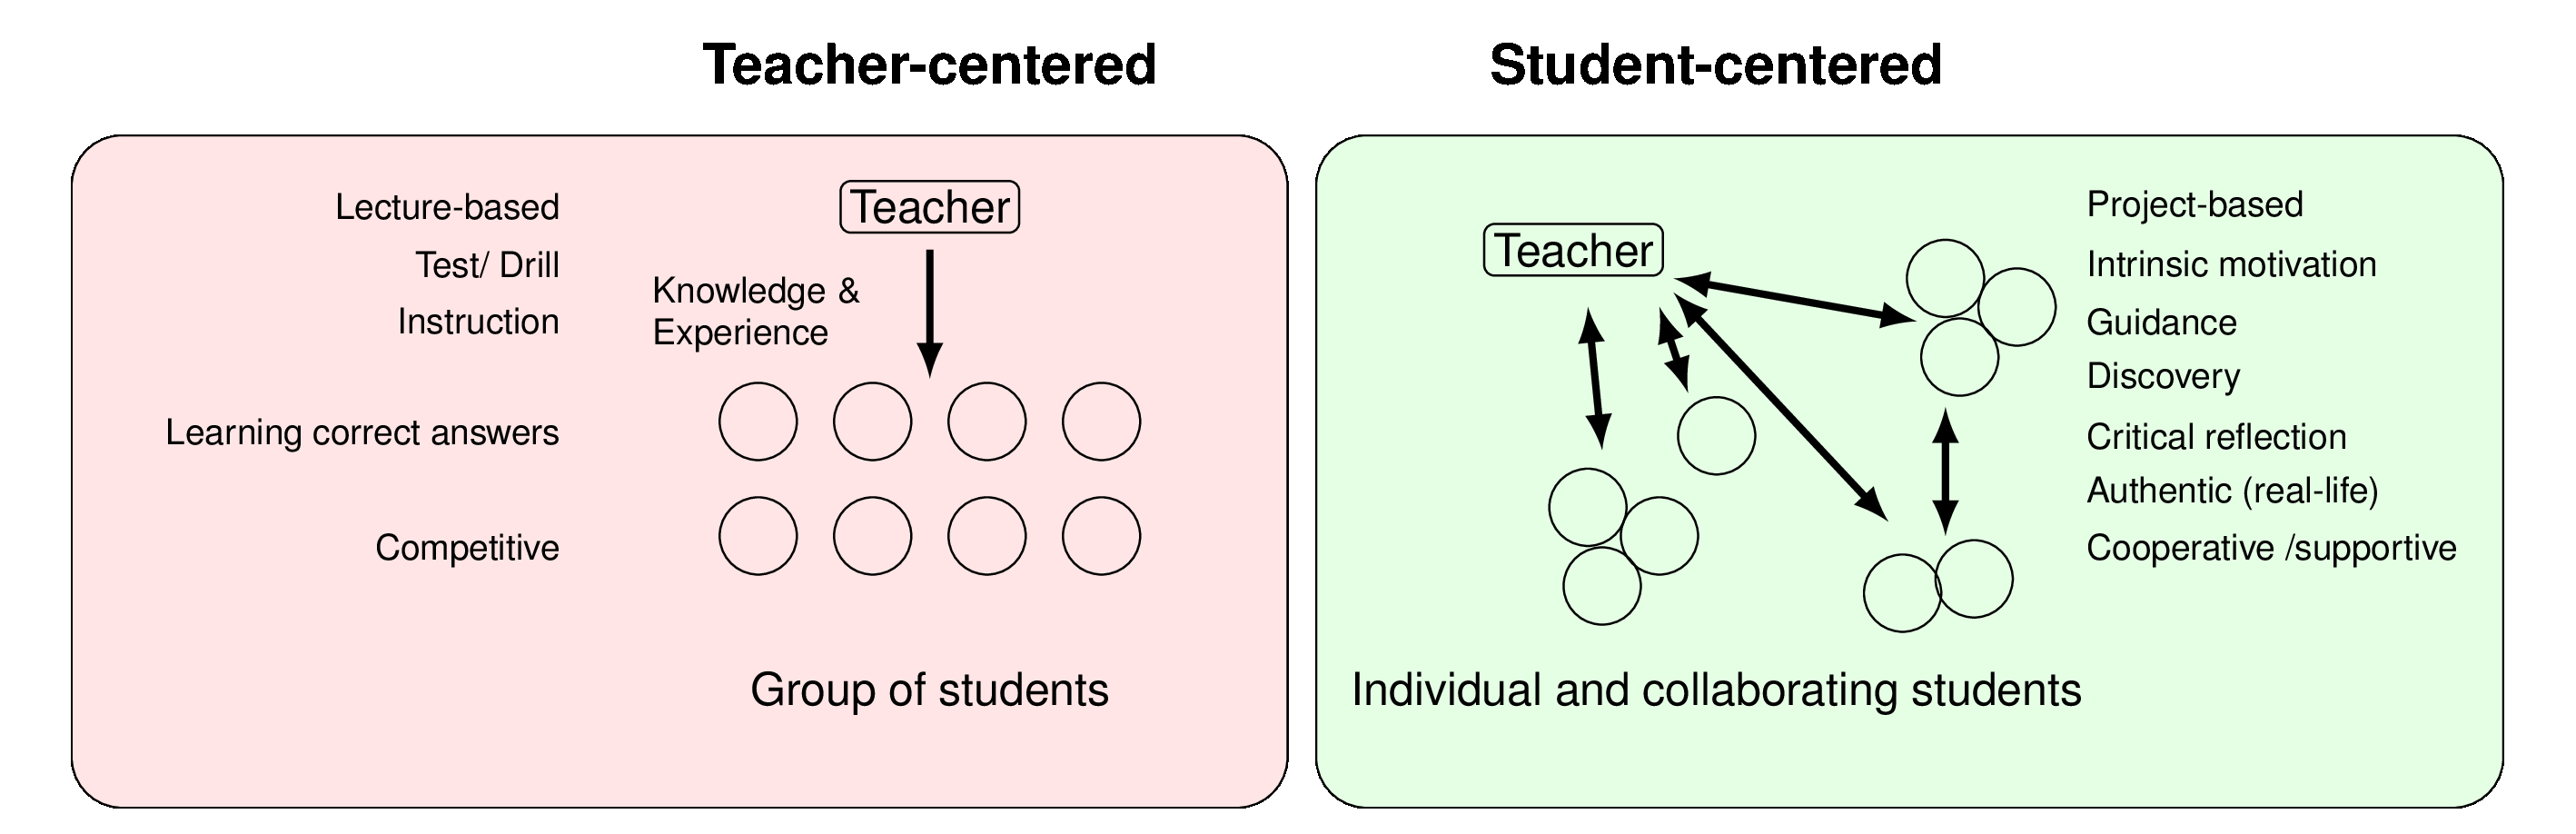 Teacher-centered
Student-centered
Lecture-based
Test/ Drill
Instruction
Learning correct answers
Competitive
Teacher
Knowledge &
Experience
Group of students
Teacher
Individual and collaborating students
Project-based
Intrinsic motivation
Guidance
Discovery
Critical reflection
Authentic (real-life)
Cooperative /supportive